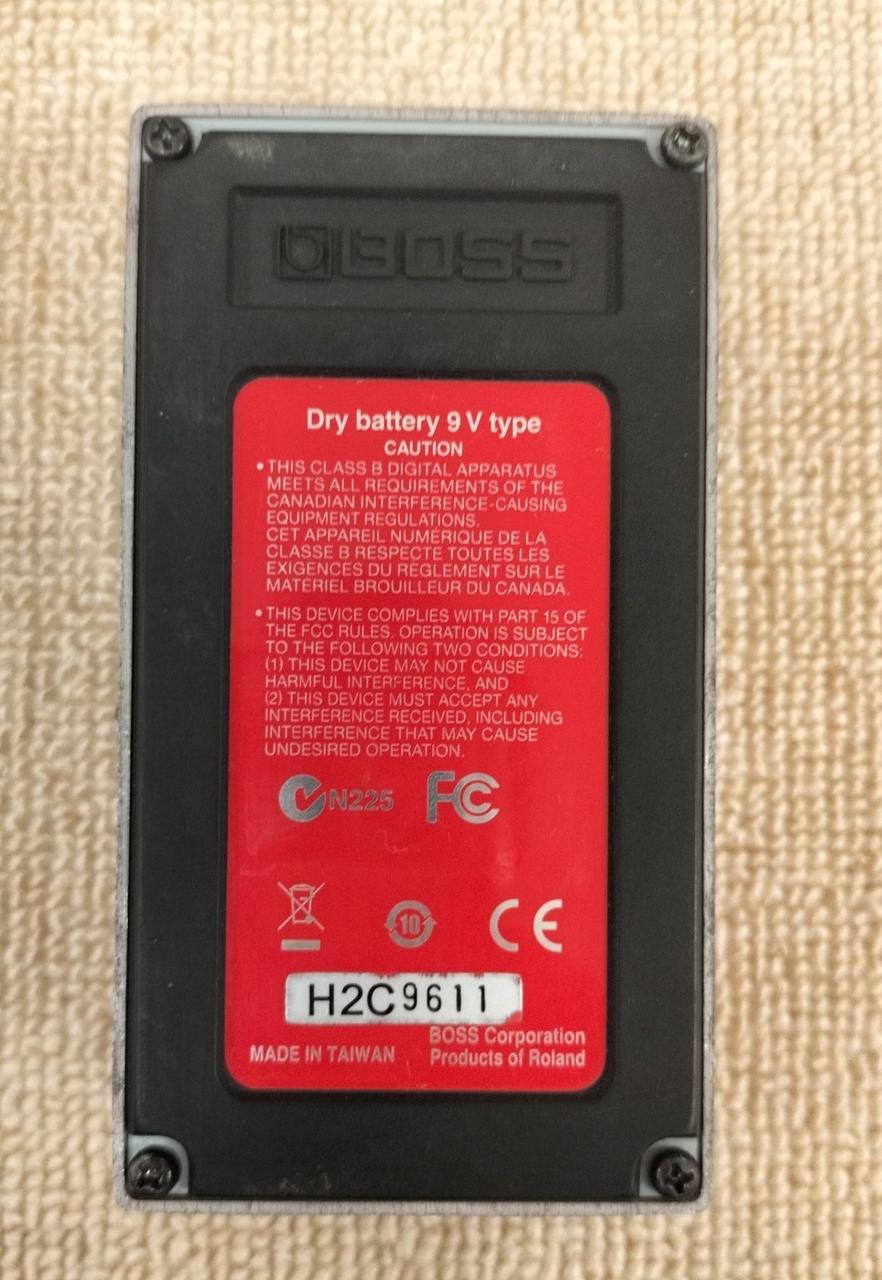 BOSS
Dry battery 9 V type
CAUTION
• THIS CLASS B DIGITAL APPARATUS
MEETS ALL REQUIREMENTS OF THE
CANADIAN INTERFERENCE-CAUSING
EQUIPMENT REGULATIONS.
CET APPAREIL NUMÉRIQUE DE LA
CLASSE B RESPECTE TOUTES LES
EXIGENCES DU RÉGLEMENT SUR LE
MATÉRIEL BROUILLEUR DU CANADA.
• THIS DEVICE COMPLIES WITH PART 15 OF
THE FCC RULES. OPERATION IS SUBJECT
TO THE FOLLOWING TWO CONDITIONS:
(1) THIS DEVICE MAY NOT CAUSE
HARMFUL INTERFERENCE, AND
(2) THIS DEVICE MUST ACCEPT ANY
INTERFERENCE RECEIVED, INCLUDING
INTERFERENCE THAT MAY CAUSE
UNDESIRED OPERATION.
N225 FC
10 CE
H2C9611
MADE IN TAIWAN
BOSS Corporation
Products of Roland